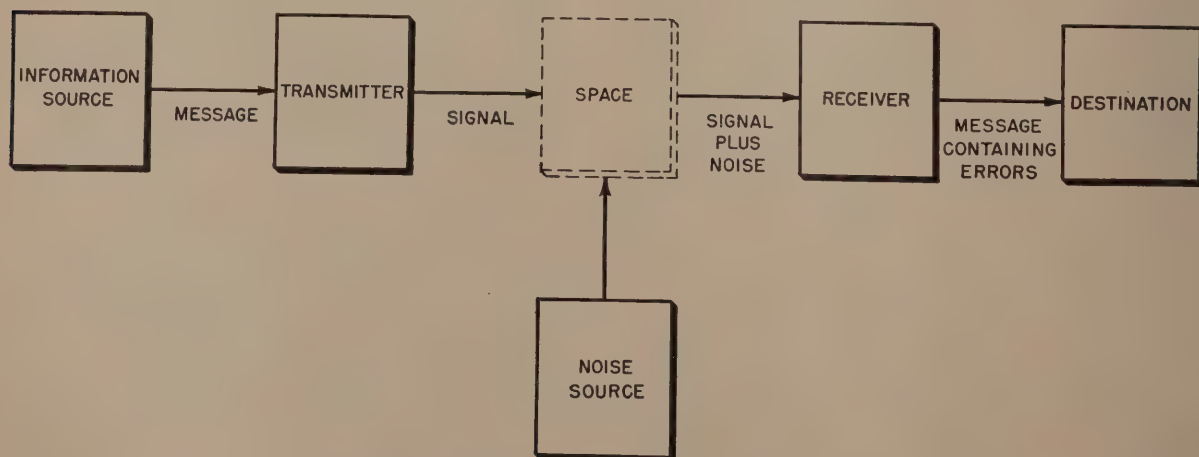 INFORMATION
SOURCE
MESSAGE
TRANSMITTER
SIGNAL
SPACE
SIGNAL
PLUS
NOISE
RECEIVER
MESSAGE
CONTAINING
ERRORS
DESTINATION
NOISE
SOURCE